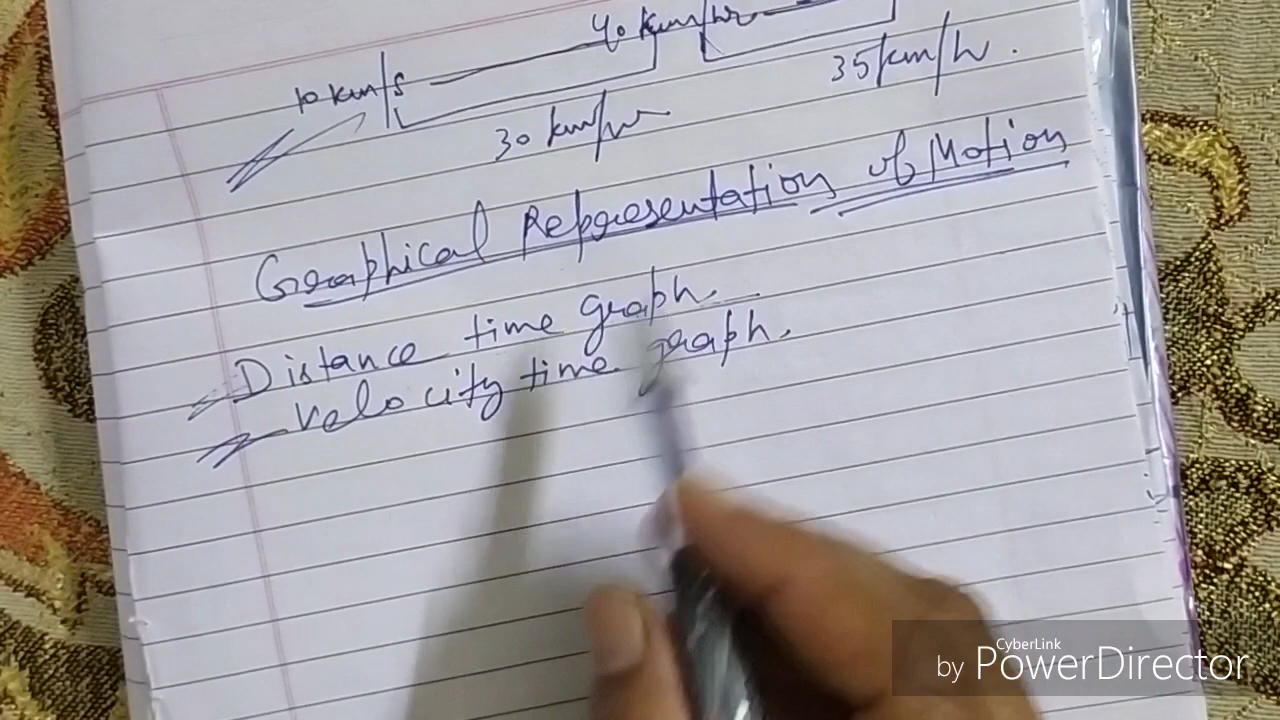 40 km/hr
10 km/s
35 km/hr.
30 km/hr
Graphical Representation of Motion
Distance time graph.
velocity time graph.
CyberLink
by PowerDirector